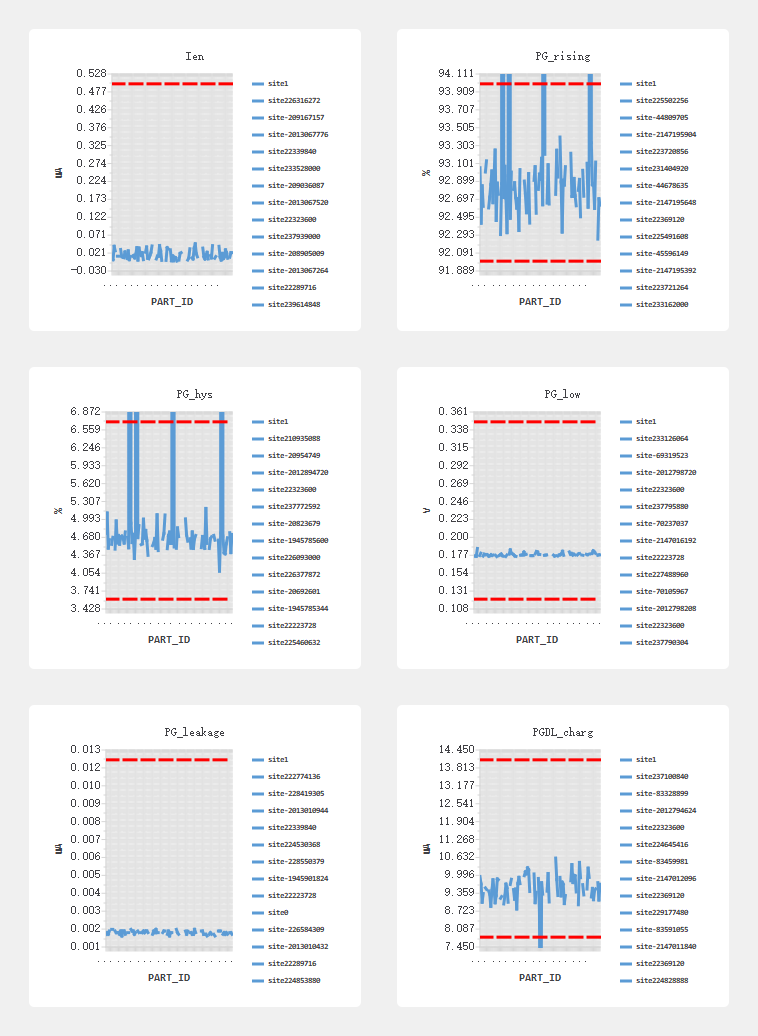 Ien
0.528
0.477
0.426
0.376
0.325
0.274
0.224
0.173
0.122
0.071
0.021
-0.030
UUA
PART_ID
site1
site226316272
site-209167157
site-2013067776
site22339840
site233528000
site-209036087
site-2013067520
site22323600
site237939000
site-208905009
site-2013067264
site22289716
site239614848
PG_rising
94.111
93.909
93.707
93.505
93.303
93.101
92.899
92.697
92.495
92.293
92.091
91.889
%
PART_ID
site1
site225502256
site-44809705
site-2147195904
site223720856
site231404920
site-44678635
site-2147195648
site22369120
site225491608
site-45596149
site-2147195392
site223721264
site233162000
PG_hys
6.872
6.559
6.246
5.933
5.620
5.307
4.993
4.680
4.367
4.054
3.741
3.428
%
PART_ID
site1
site210935088
site-20954749
site-2012894720
site22323600
site237772592
site-20823679
site-1945785600
site226093000
site226377872
site-20692601
site-1945785344
site22223728
site225460632
PG_low
0.361
0.338
0.315
0.292
0.269
0.246
0.223
0.200
0.177
0.154
0.131
0.108
A
PART_ID
site1
site233126064
site-69319523
site-2012798720
site22323600
site237795880
site-70237037
site-2147016192
site22223728
site227488960
site-70105967
site-2012798208
site22323600
site237790304
PG_leakage
0.013
0.012
0.010
0.009
0.008
0.007
0.006
0.005
0.004
0.003
0.002
0.001
UUA
PART_ID
site1
site222774136
site-228419305
site-2013010944
site22339840
site224530368
site-228550379
site-1945901824
site22223728
site0
site-226584309
site-2013010432
site22289716
site224853880
PGDL_charg
14.450
13.813
13.177
12.541
11.904
11.268
10.632
9.996
9.359
8.723
8.087
7.450
UUA
PART_ID
site1
site237100840
site-83328899
site-2012794624
site22323600
site224645416
site-83459981
site-2147012096
site22369120
site229177480
site-83591055
site-2147011840
site22369120
site224828888